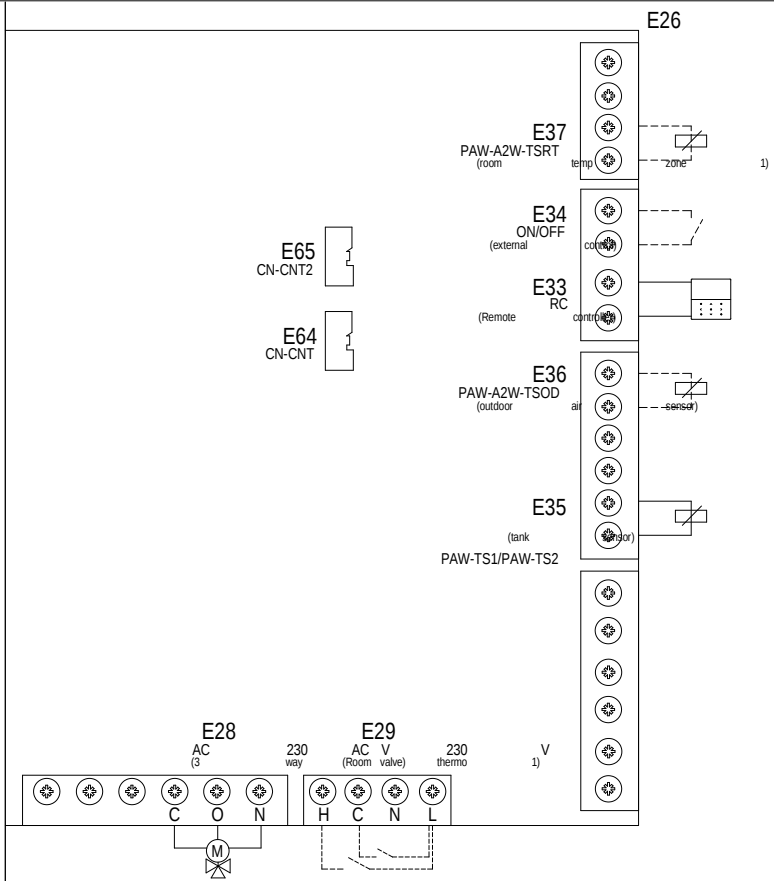 E26
E37
PAW-A2W-TSRT
(room temp zone 1)
E34
ON/OFF
(external control)
E65
CN-CNT2
E33
RC
(Remote controller)
E64
CN-CNT
E36
PAW-A2W-TSOD
(outdoor air sensor)
E35
(tank sensor)
PAW-TS1/PAW-TS2
E28 E29
AC 230 AC V 230 V
(3 way (Room valve) thermo 1)
C O N H C N L
M